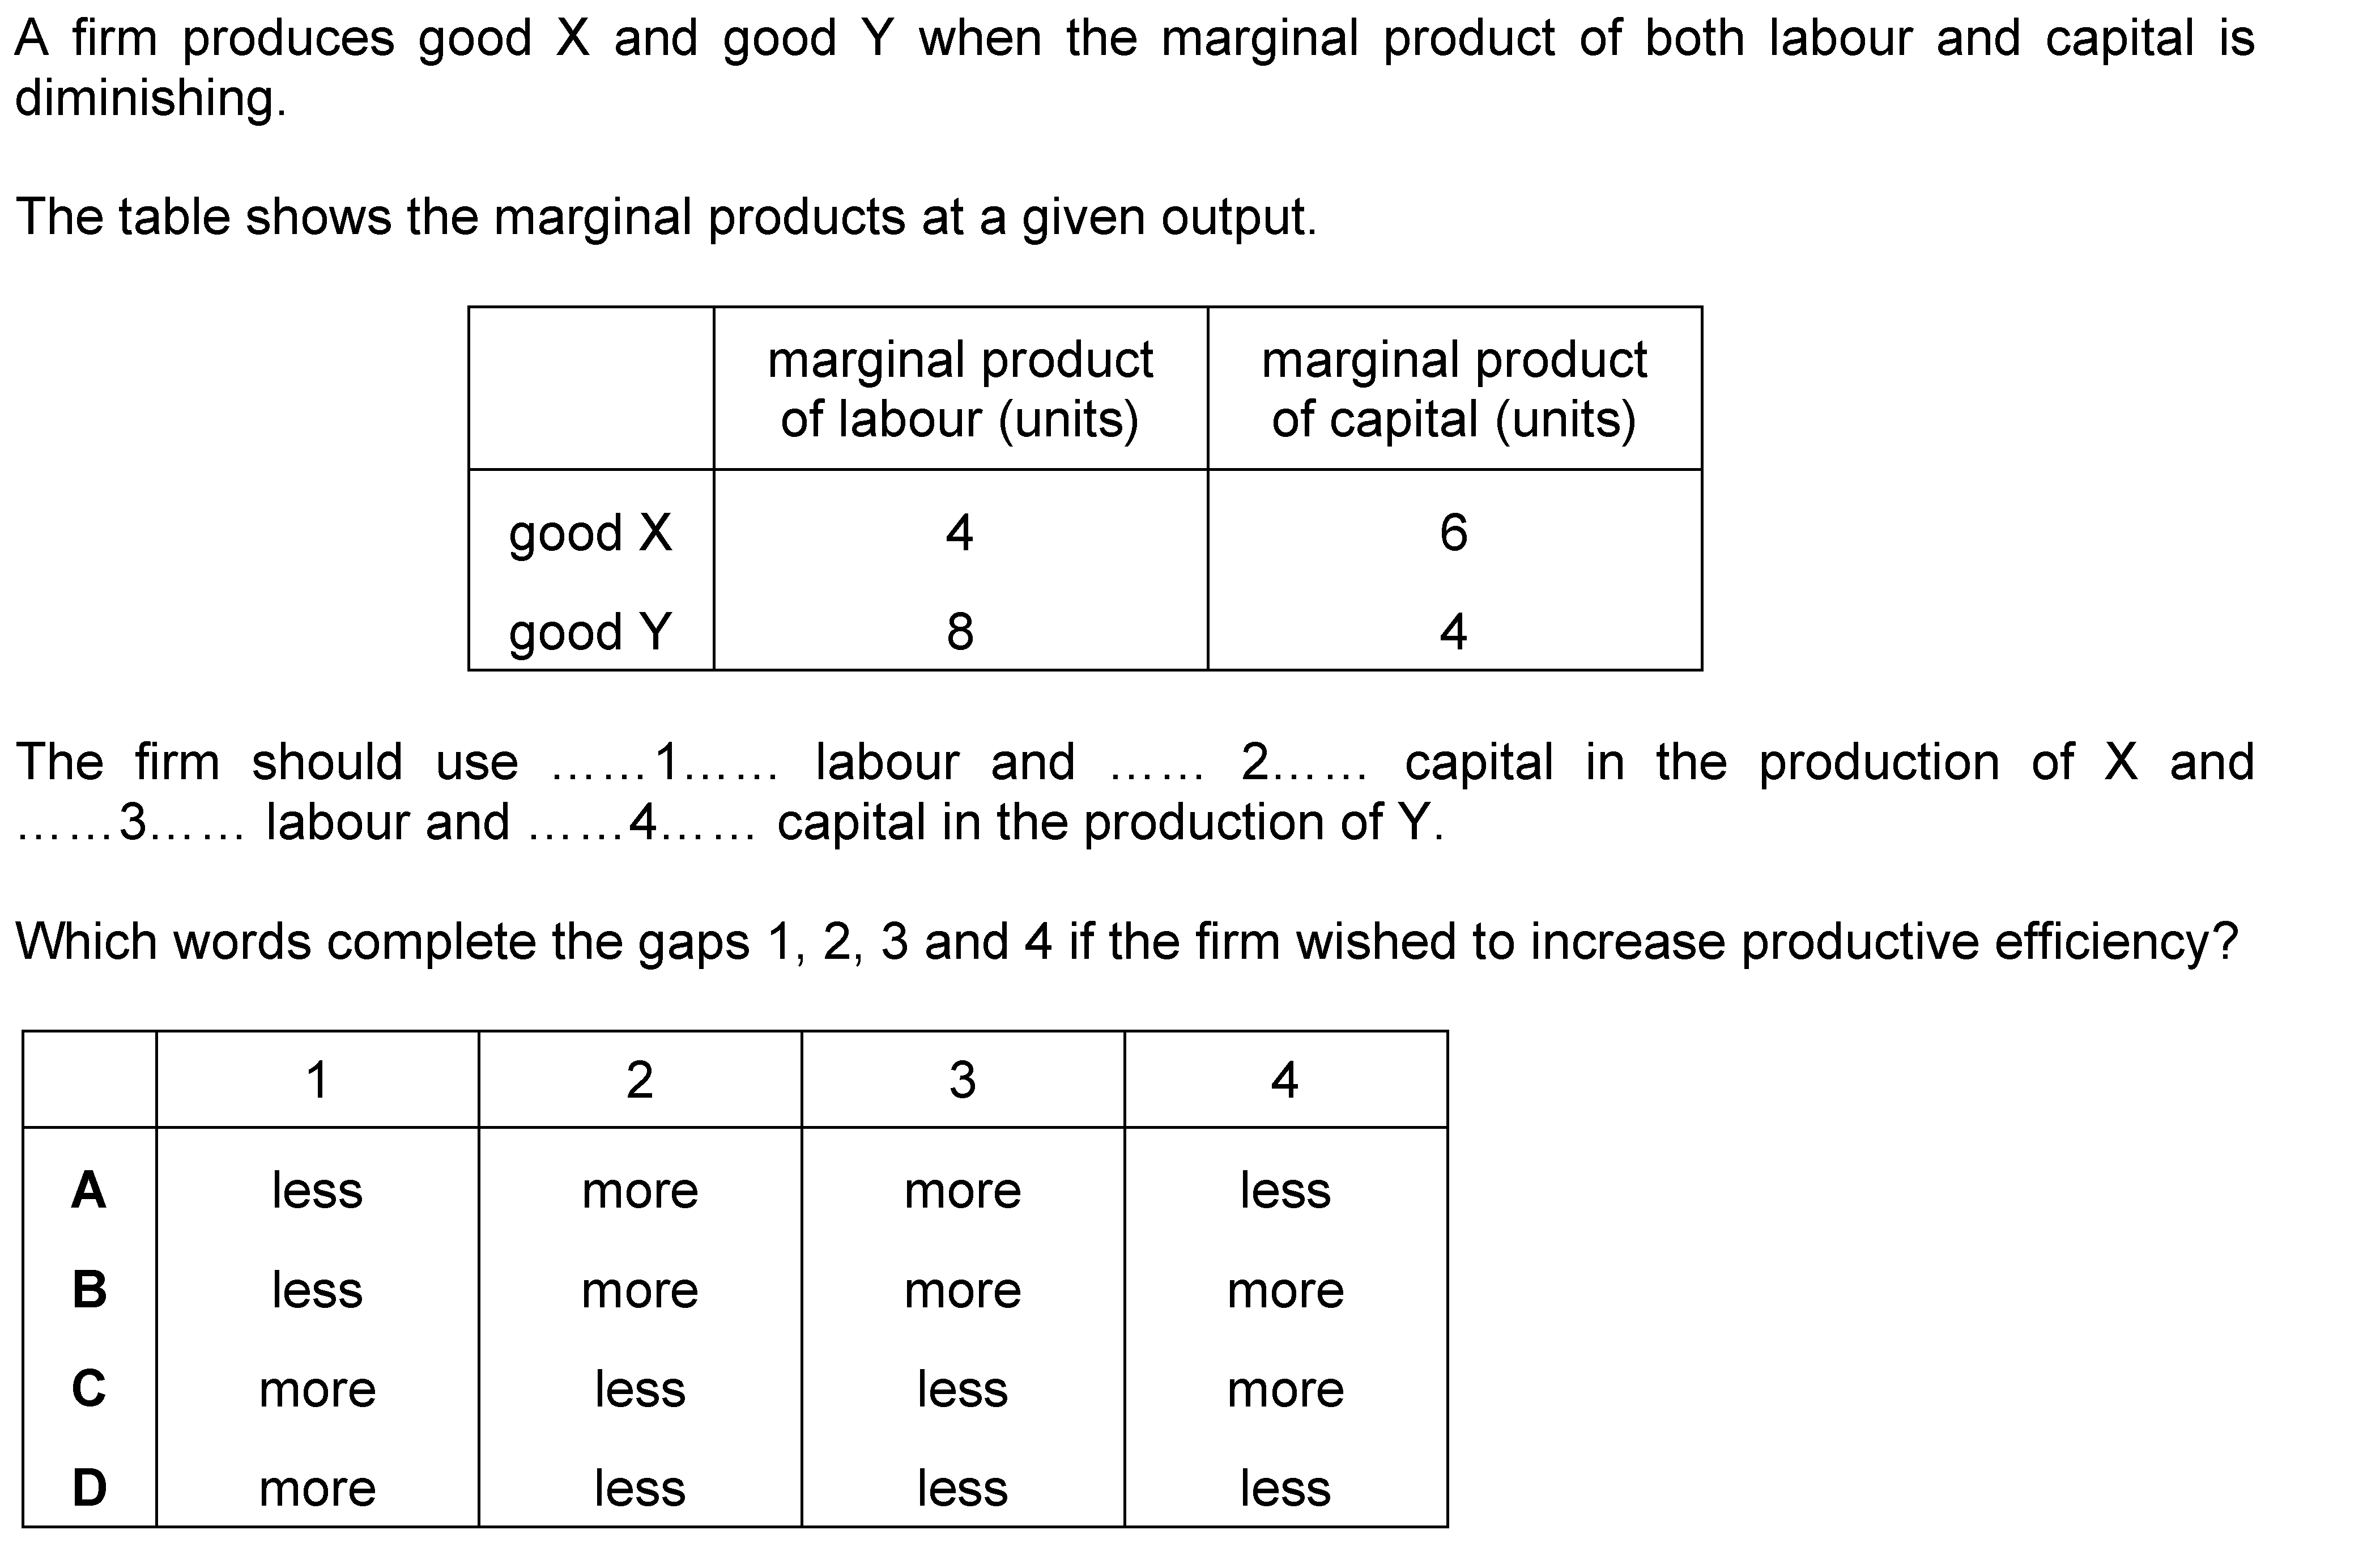 A firm produces good X and good Y when the marginal product of both labour and capital is
diminishing.
The table shows the marginal products at a given output.
marginal product of labour (units) marginal product of capital (units)
good X 4 6
good Y 8 4
The firm should use ......1...... labour and ...... 2...... capital in the production of X and
......3...... labour and ......4...... capital in the production of Y.
Which words complete the gaps 1, 2, 3 and 4 if the firm wished to increase productive efficiency?
1 2 3 4
A less more more less
B less more more more
C more less less more
D more less less less